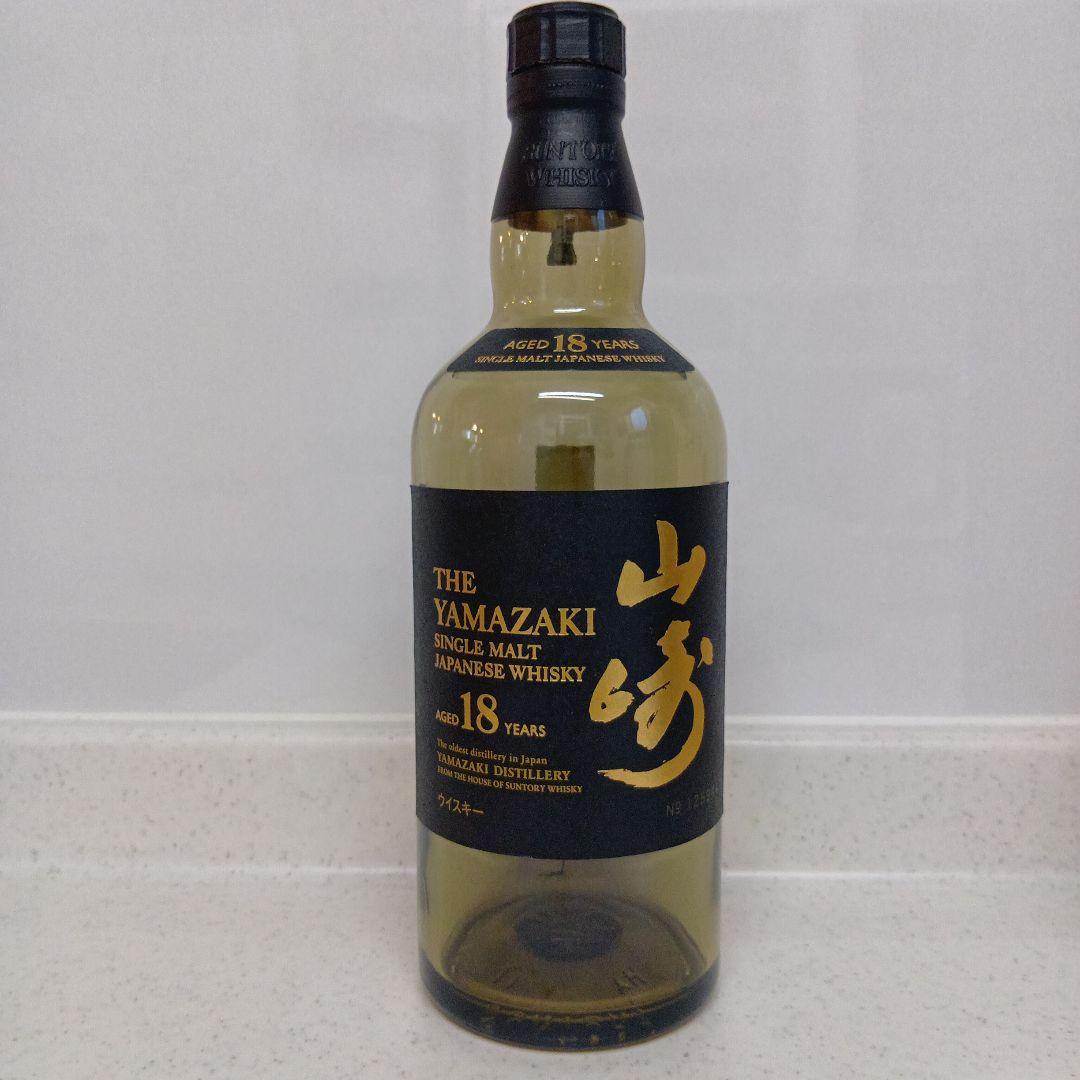 SUNTORY
WHISKY
AGED 18 YEARS
SINGLE MALT JAPANESE WHISKY
THE
YAMAZAKI
SINGLE MALT
JAPANESE WHISKY
AGED 18 YEARS
The oldest distillery in Japan
YAMAZAKI DISTILLERY
FROM THE HOUSE OF SUNTORY WHISKY
ウイスキー
山崎
No